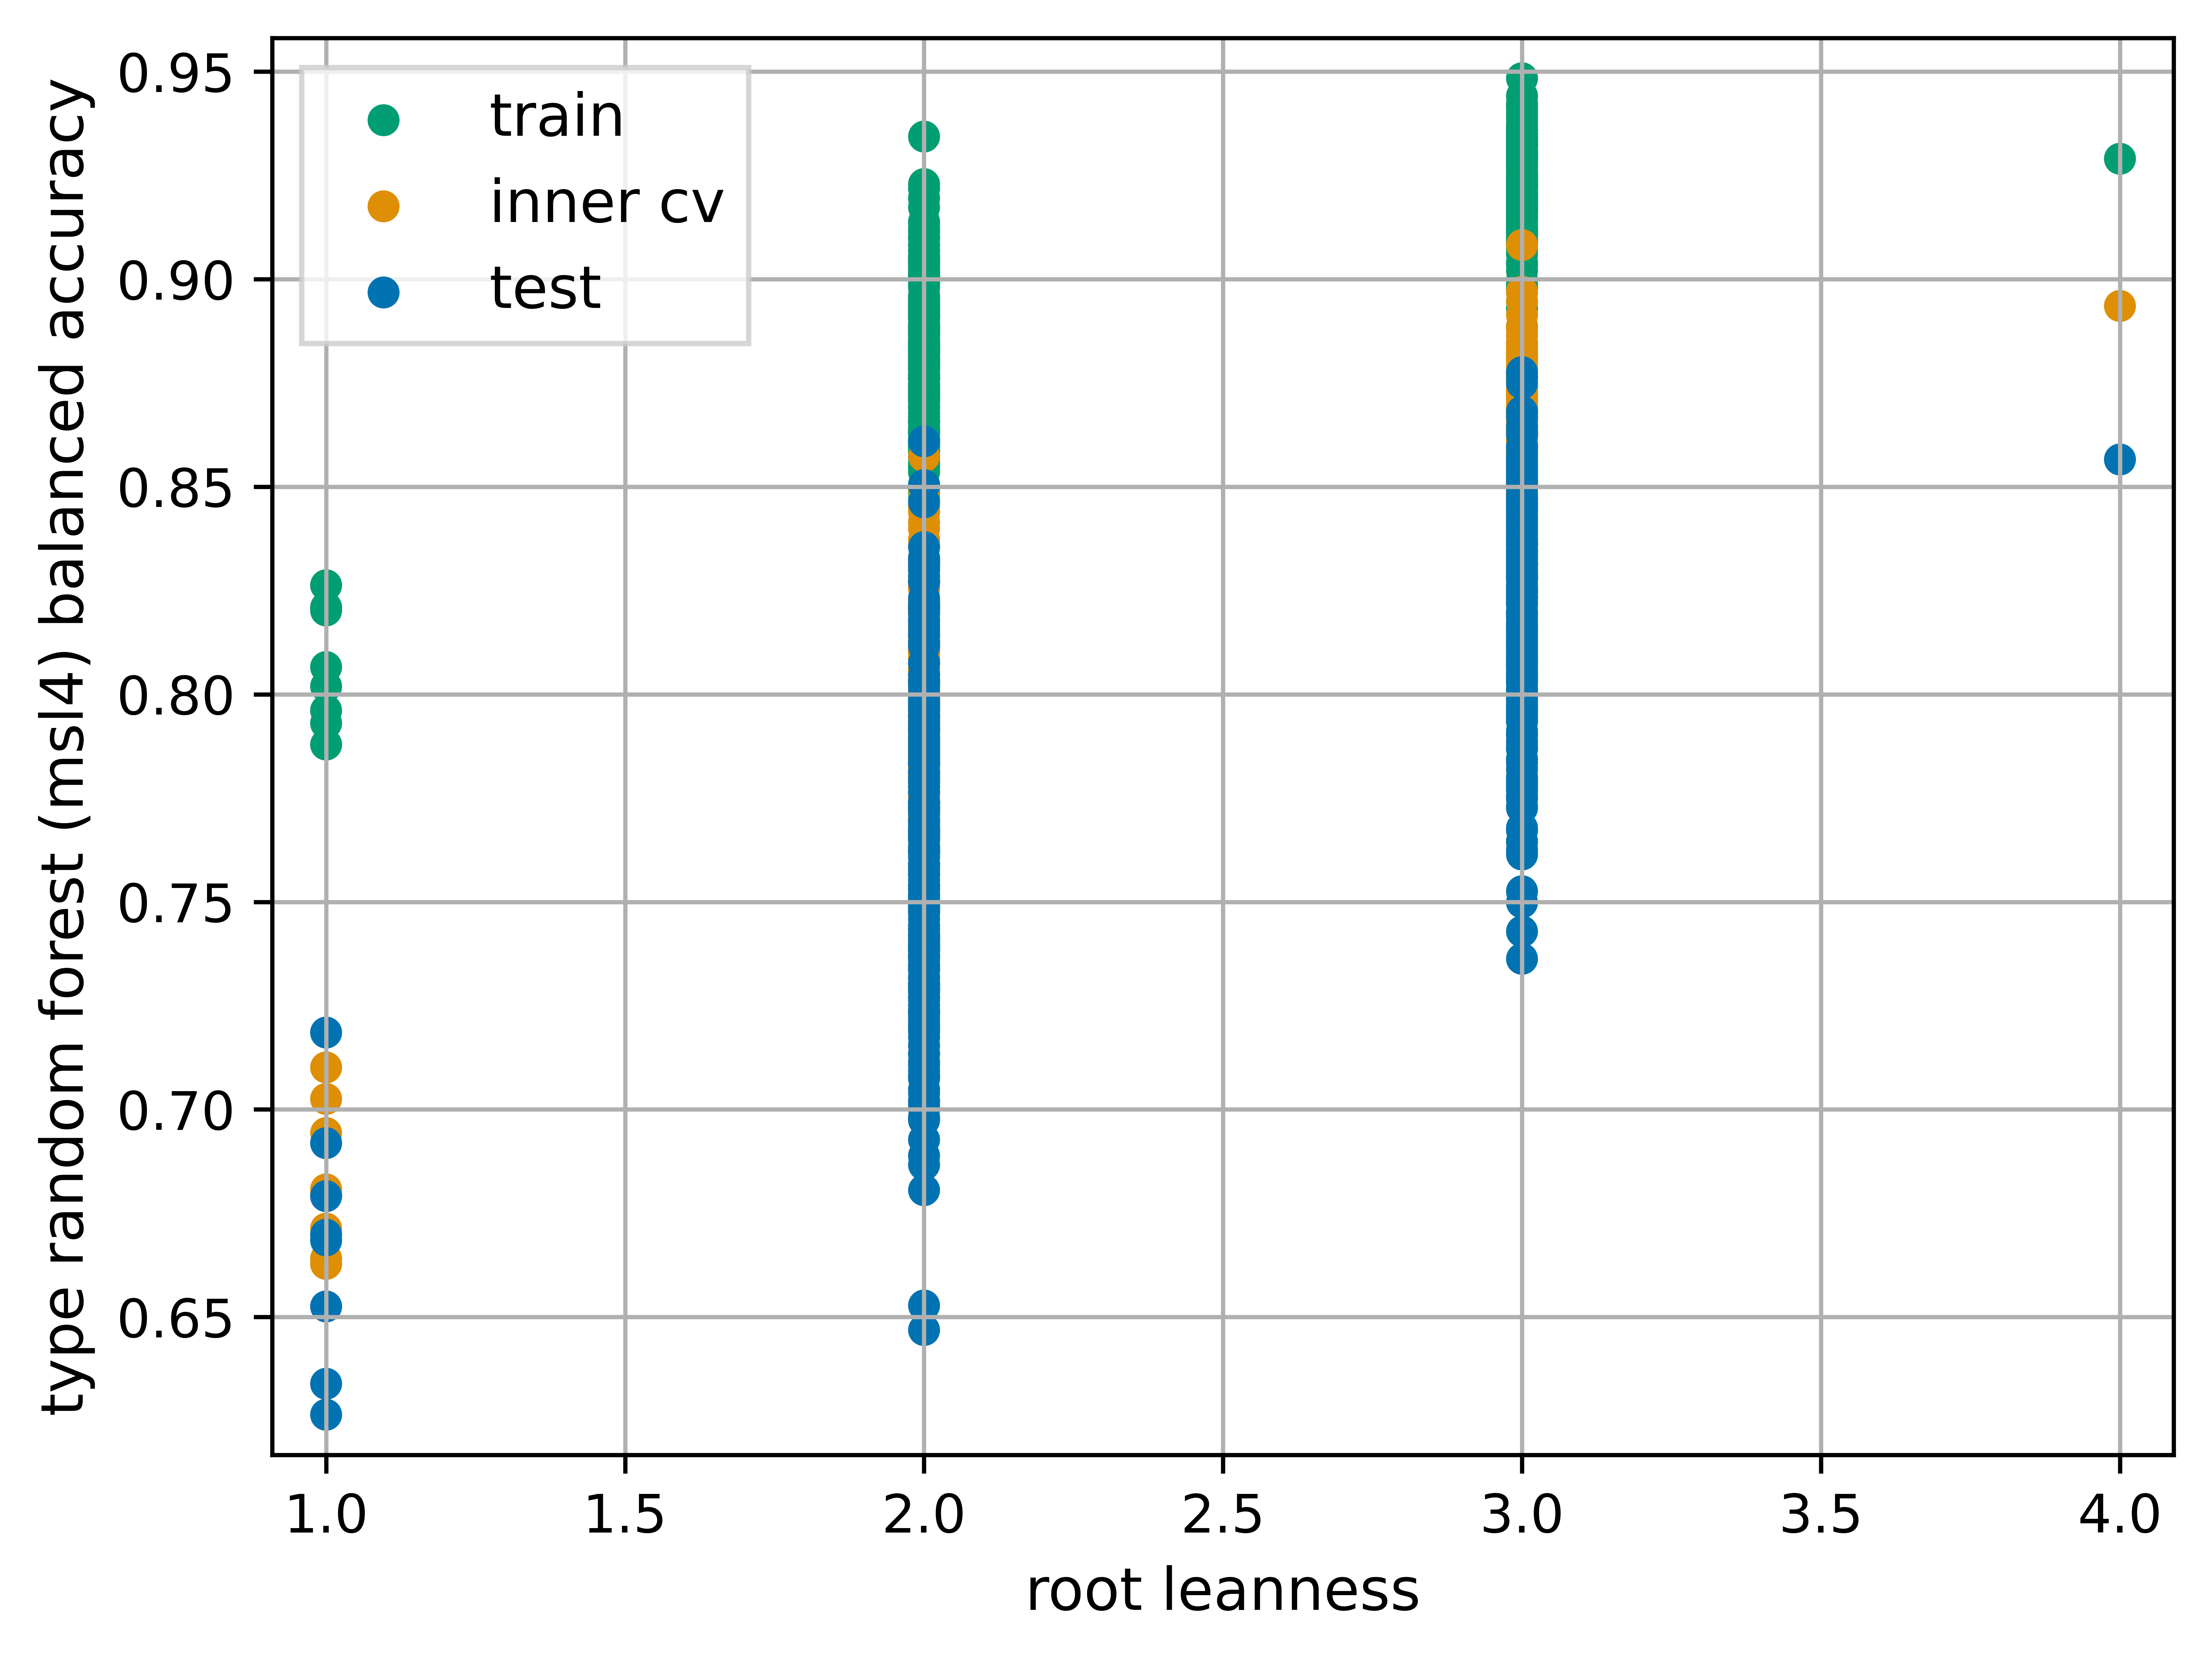 type random forest (msl4) balanced accuracy
0.95
0.90
0.85
0.80
0.75
0.70
0.65
train
inner cv
test
1.0 1.5 2.0 2.5 3.0 3.5 4.0
root leanness